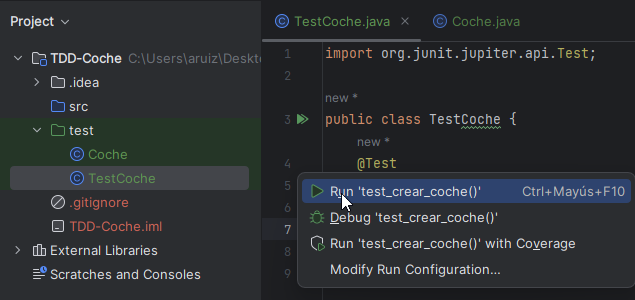 Project
TDD-Coche C:\Users\aruiz\Deskto
.idea
src
test
Coche
TestCoche
.gitignore
TDD-Coche.iml
External Libraries
Scratches and Consoles
TestCoche.java
Coche.java
1 import org.junit.jupiter.api.Test;
2
new *
3 public class TestCoche {
new *
4 @Test
5
6
7
8
9
Run 'test_crear_coche()' Ctrl+Mayús+F10
Debug 'test_crear_coche()'
Run 'test_crear_coche()' with Coverage
Modify Run Configuration...